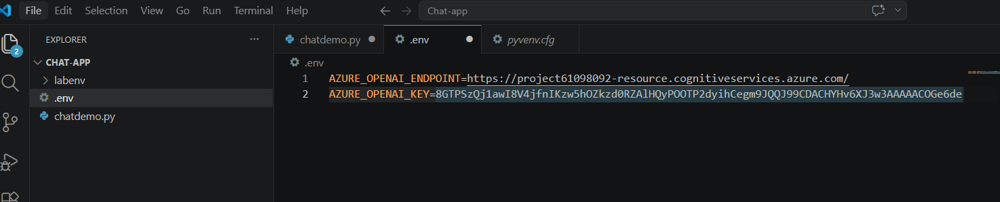 File Edit Selection View Go Run Terminal Help
Chat-app
EXPLORER
chatdemo.py
.env
pyvenv.cfg
2
CHAT-APP
labenv
.env
chatdemo.py
.env
1 AZURE_OPENAI_ENDPOINT=https://project61098092-resource.cognitiveservices.azure.com/
2 AZURE_OPENAI_KEY=8GTPSzQj1awI8V4jfnIKzw5hOZkzd0RZAlHQyPOOTP2dyihCegm9JQQJ99CDACHYHv6XJ3w3AAAAACOGe6de